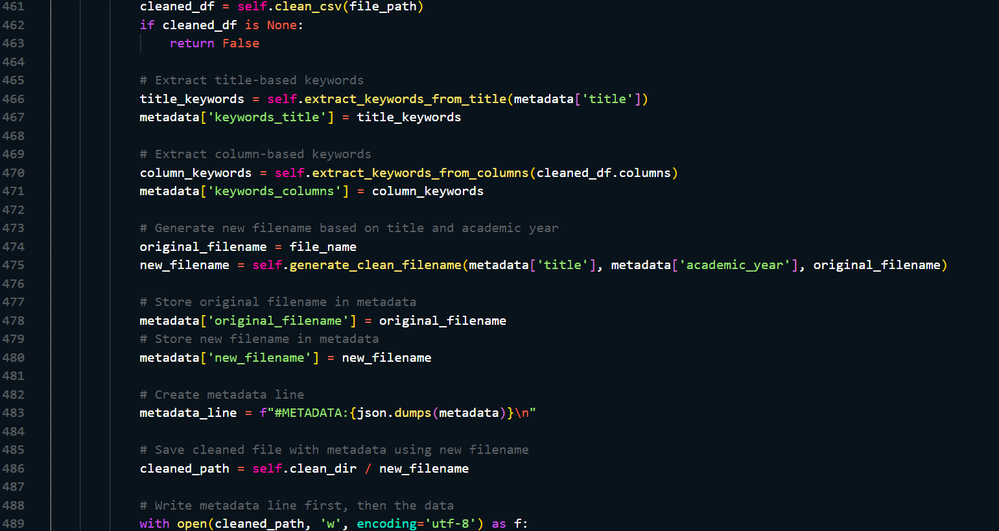 461 cleaned_df = self.clean_csv(file_path)
462 if cleaned_df is None:
463     return False
464
465 # Extract title-based keywords
466 title_keywords = self.extract_keywords_from_title(metadata['title'])
467 metadata['keywords_title'] = title_keywords
468
469 # Extract column-based keywords
470 column_keywords = self.extract_keywords_from_columns(cleaned_df.columns)
471 metadata['keywords_columns'] = column_keywords
472
473 # Generate new filename based on title and academic year
474 original_filename = file_name
475 new_filename = self.generate_clean_filename(metadata['title'], metadata['academic_year'], original_filename)
476
477 # Store original filename in metadata
478 metadata['original_filename'] = original_filename
479 # Store new filename in metadata
480 metadata['new_filename'] = new_filename
481
482 # Create metadata line
483 metadata_line = f"#METADATA:{json.dumps(metadata)}\n"
484
485 # Save cleaned file with metadata using new filename
486 cleaned_path = self.clean_dir / new_filename
487
488 # Write metadata line first, then the data
489 with open(cleaned_path, 'w', encoding='utf-8') as f: